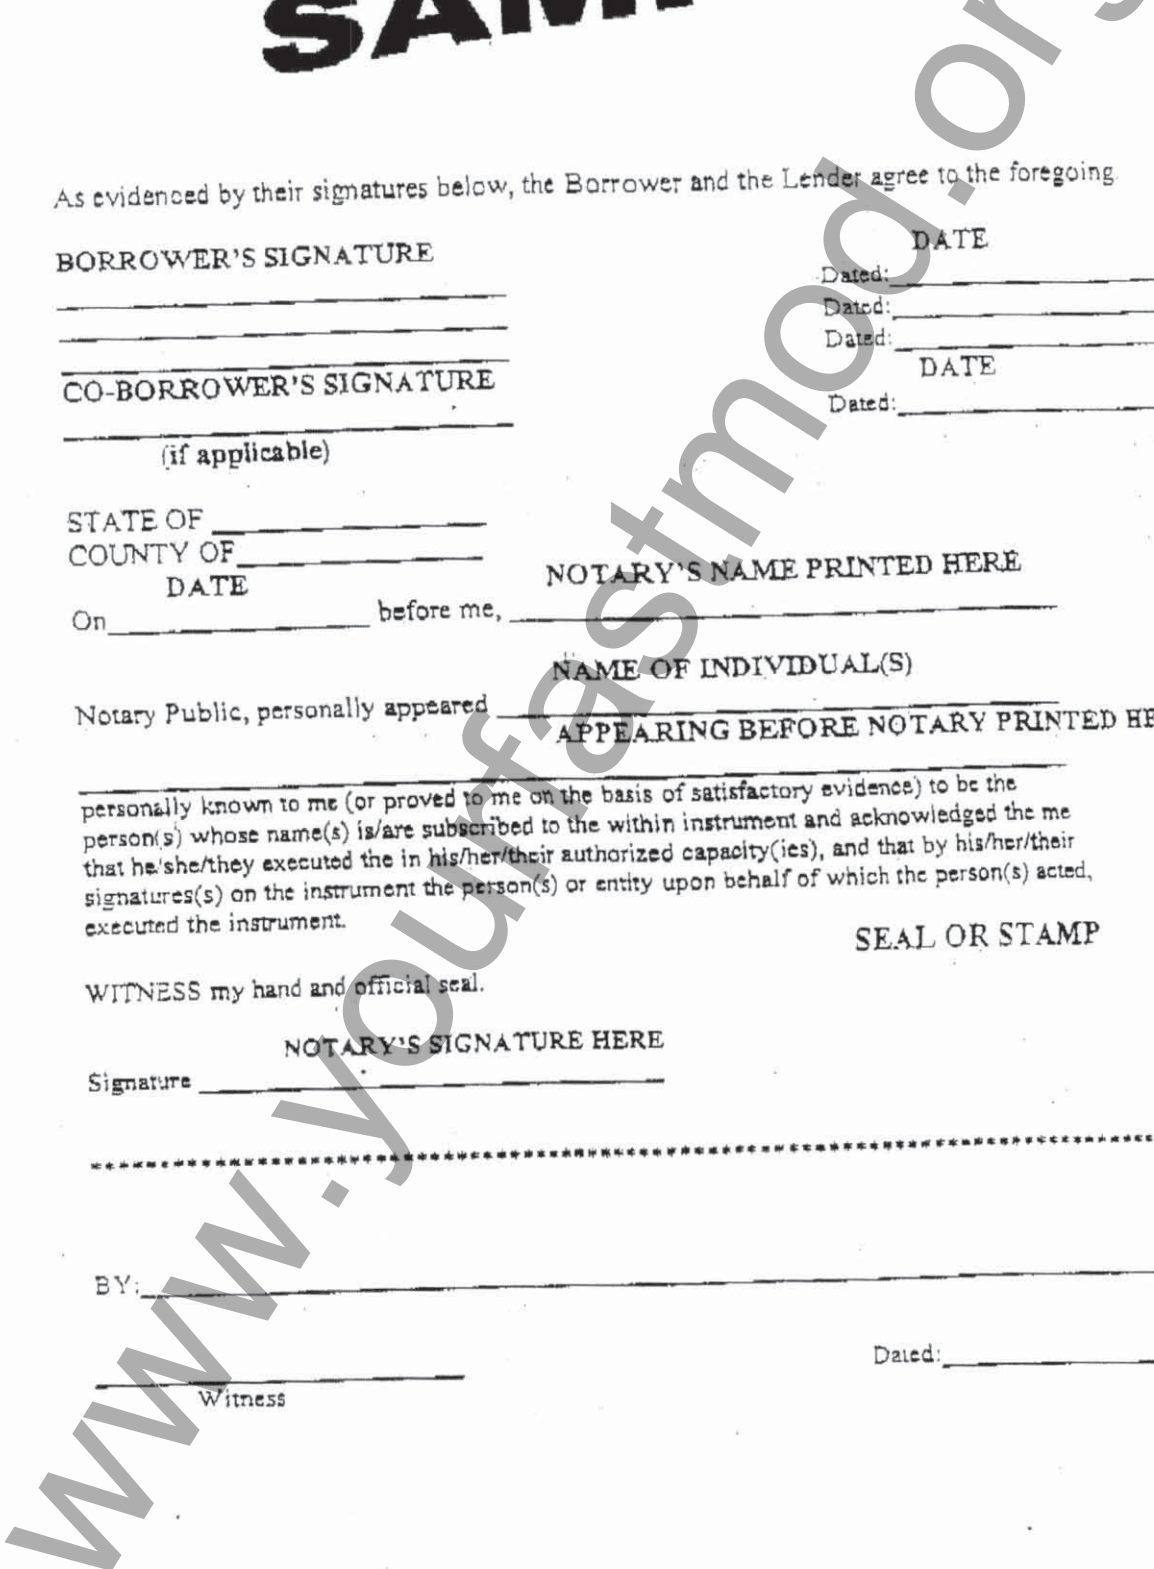 As evidenced by their signatures below, the Borrower and the Lender agree to the foregoing.
BORROWER'S SIGNATURE
DATE
Dated:
Dated:
Dated:
CO-BORROWER'S SIGNATURE
DATE
Dated:
(if applicable)
STATE OF
COUNTY OF
DATE
NOTARY'S NAME PRINTED HERE
On before me,
NAME OF INDIVIDUAL(S)
Notary Public, personally appeared
APPEARING BEFORE NOTARY PRINTED HE
personally known to me (or proved to me on the basis of satisfactory evidence) to be the
person(s) whose name(s) is/are subscribed to the within instrument and acknowledged the me
that he/she/they executed the in his/her/their authorized capacity(ies), and that by his/her/their
signatures(s) on the instrument the person(s) or entity upon behalf of which the person(s) acted,
executed the instrument.
SEAL OR STAMP
WITNESS my hand and official seal.
NOTARY'S SIGNATURE HERE
Signature
BY:
Dated:
Witness
www.yourfastmod.or